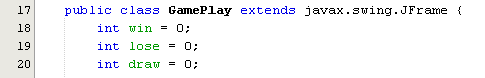 17 public class GamePlay extends javax.swing.JFrame {
18 int win = 0;
19 int lose = 0;
20 int draw = 0;